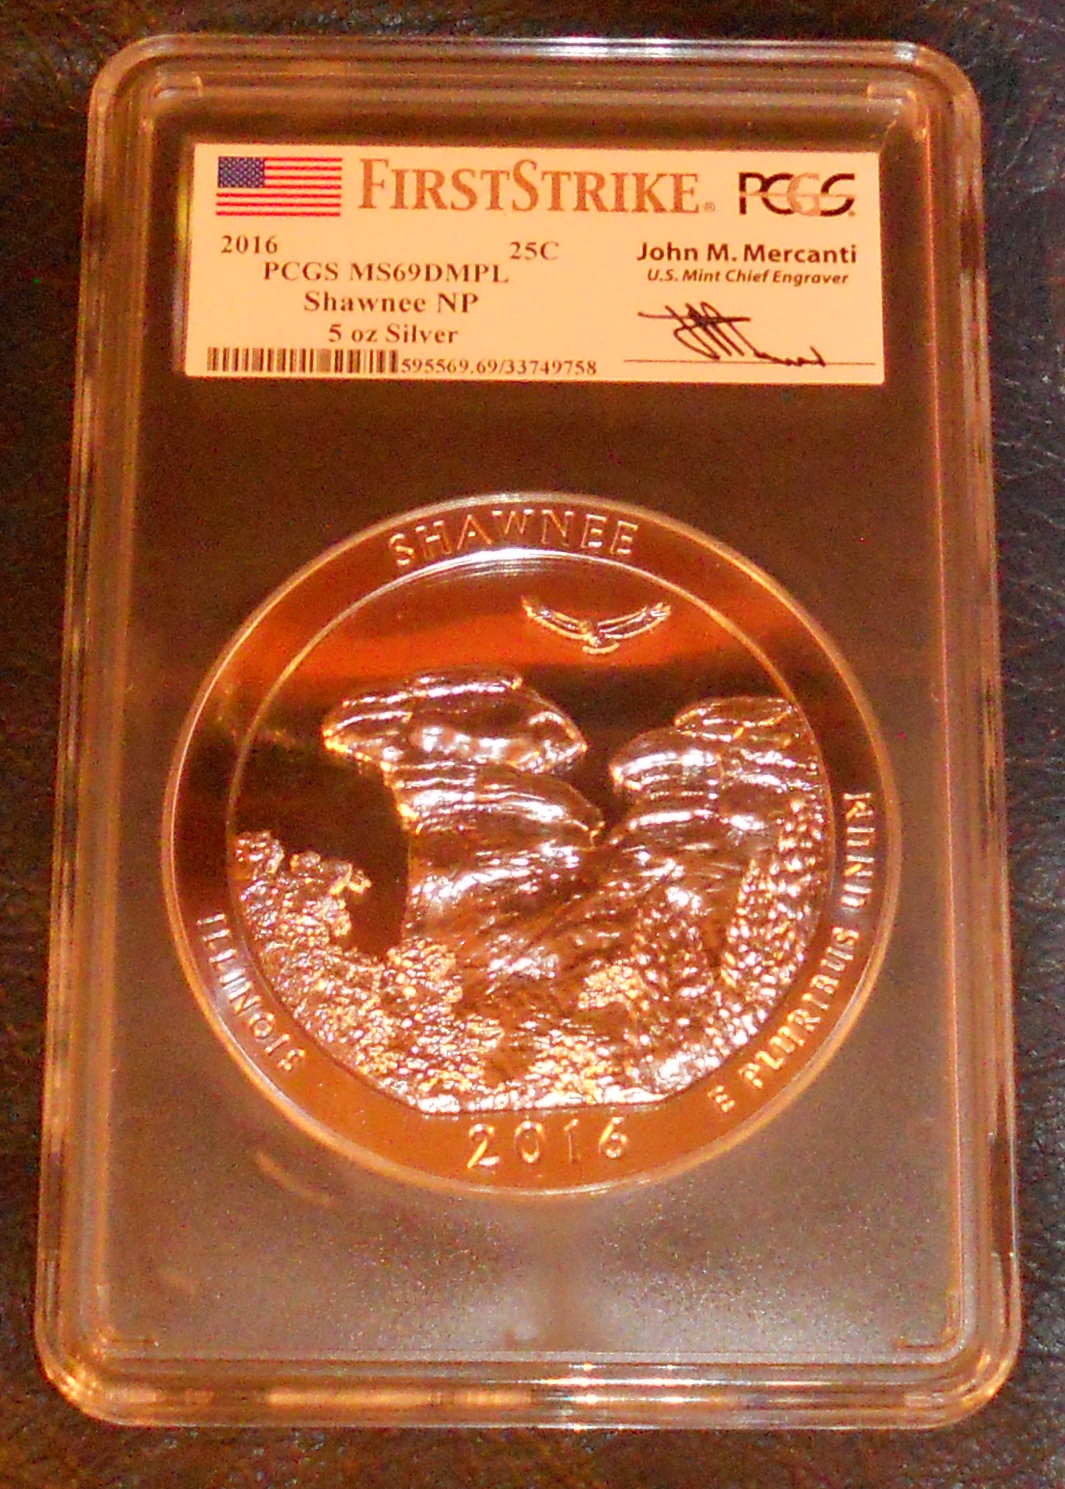 FIRSTSTRIKE® PCGS
2016 25C
PCGS MS69DMPL
Shawnee NP
5 oz Silver
595569.69/33749758
John M. Mercanti
U.S. Mint Chief Engraver
SHAWNEE
ILLINOIS
E PLURIBUS UNUM
2016